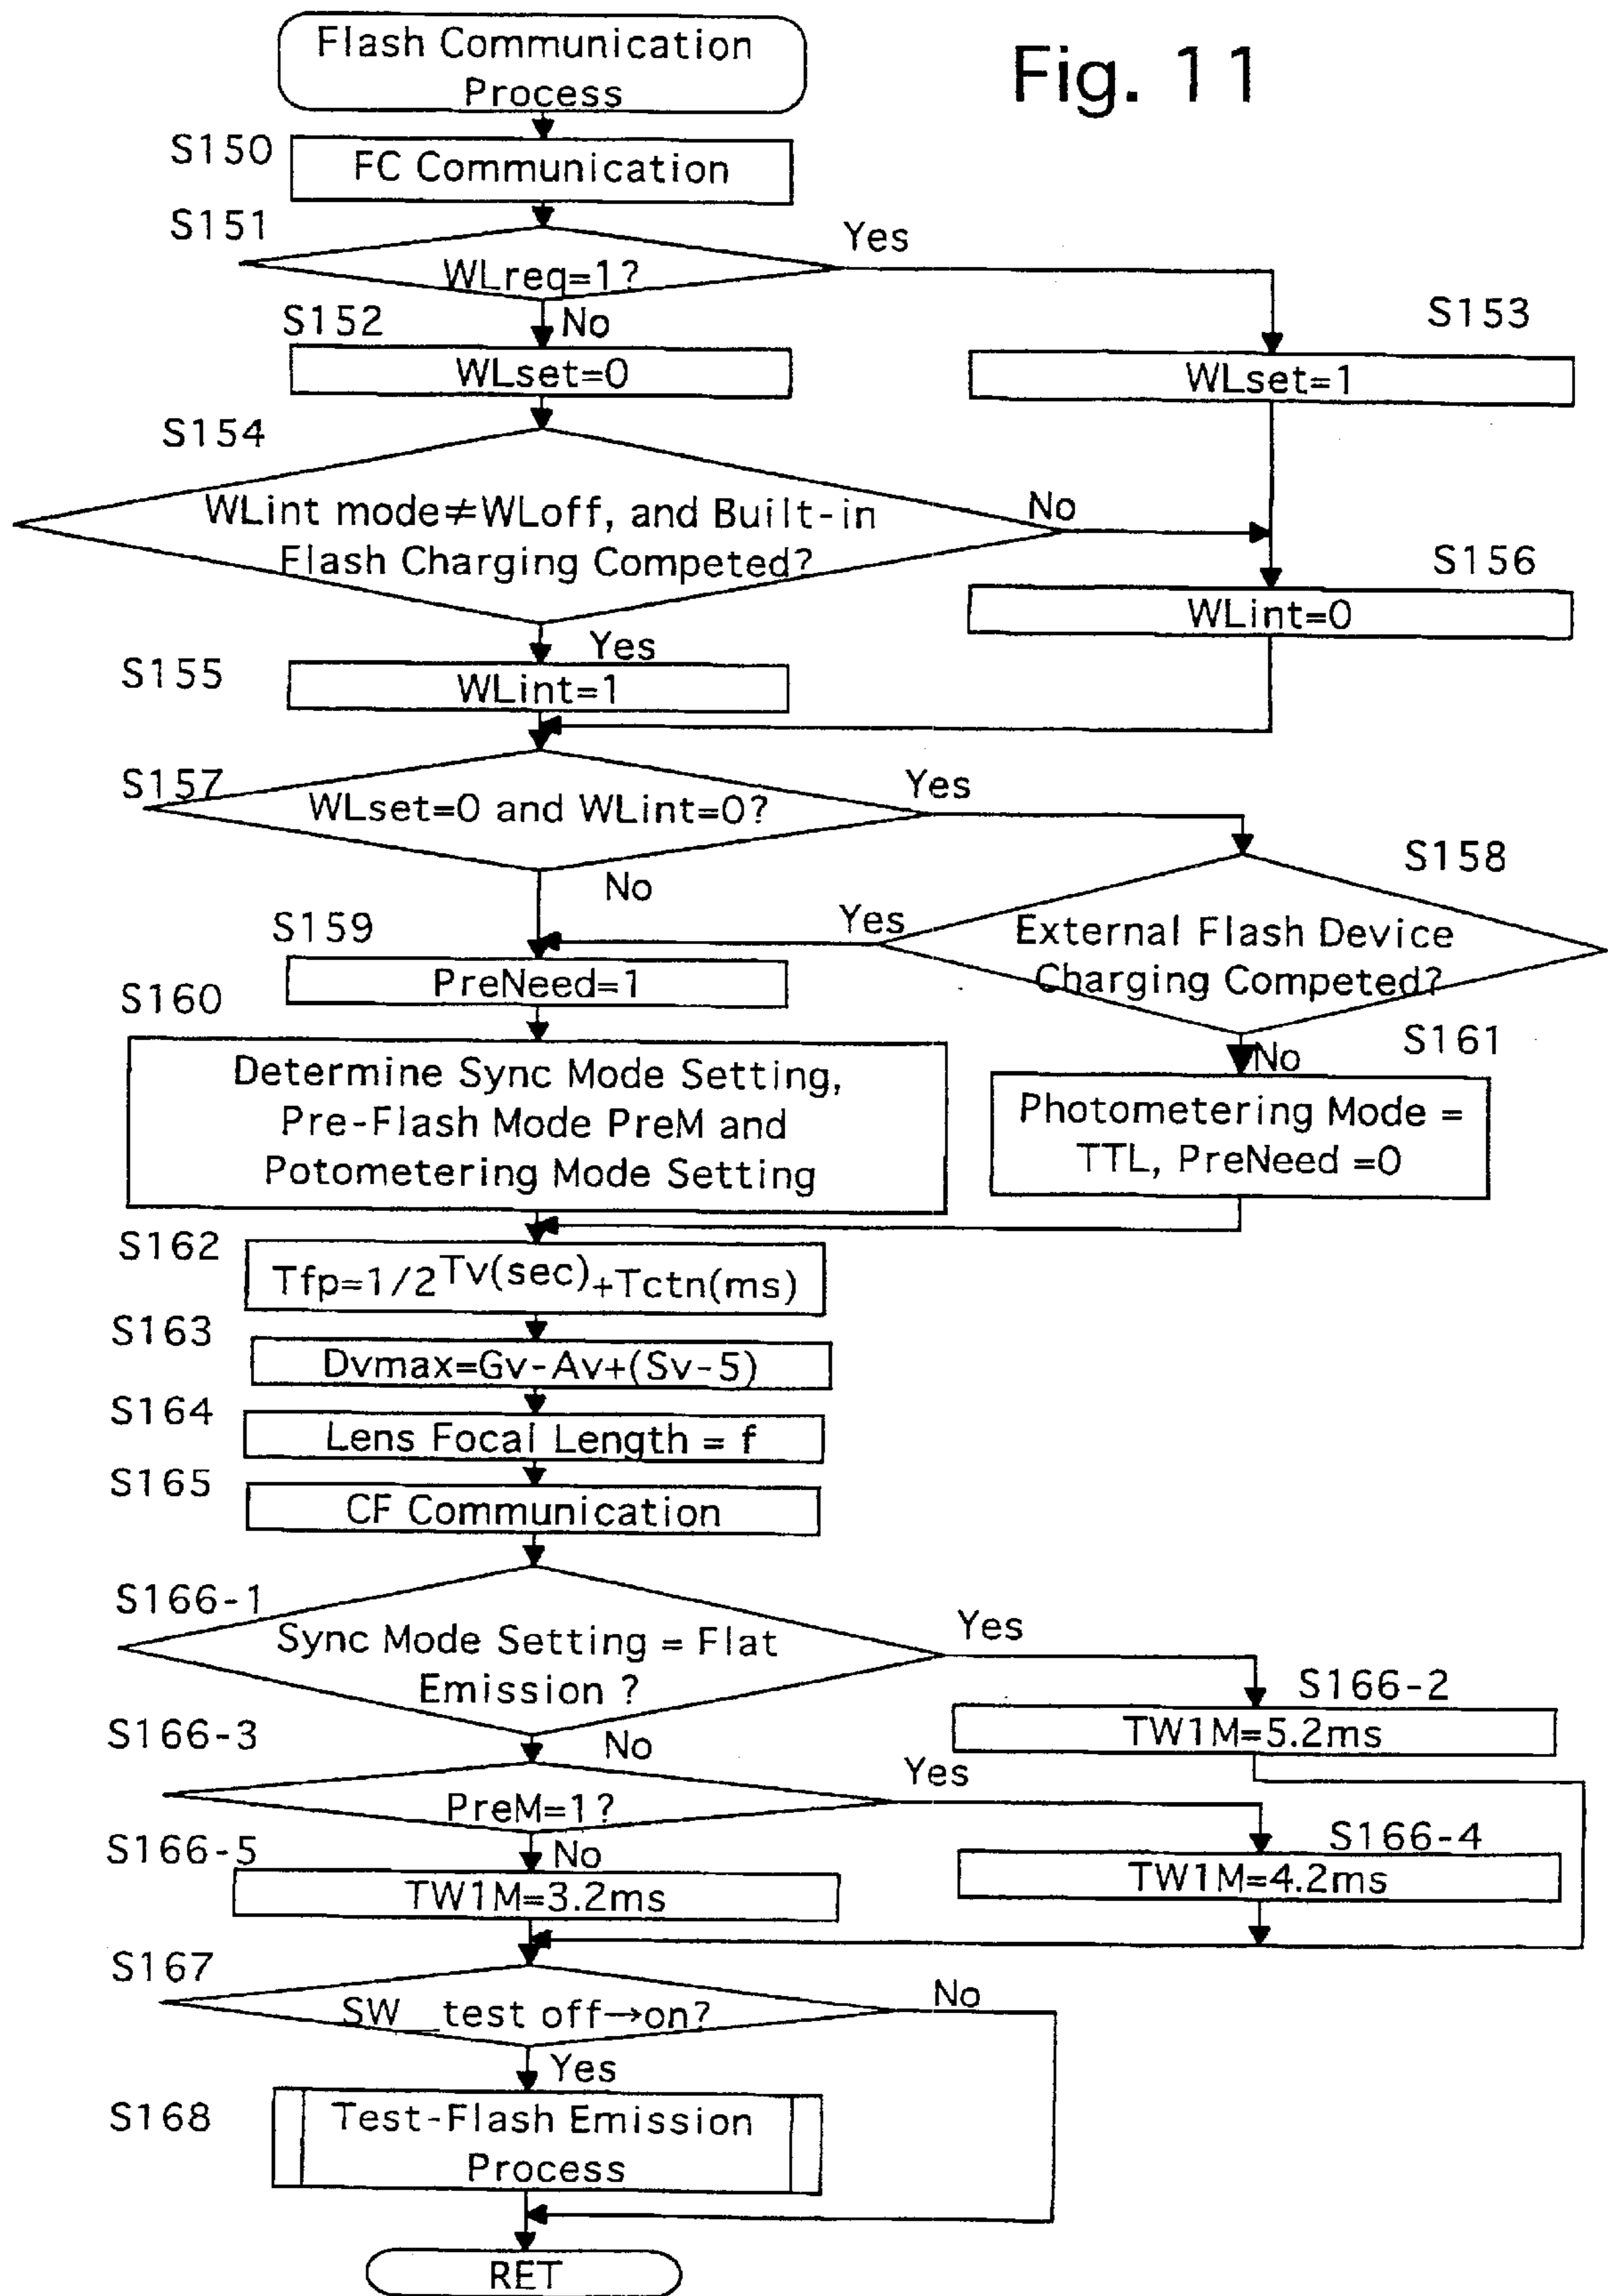 Flash Communication
Process
Fig. 11
S150
FC Communication
S151
WLreq=1?
Yes
No
S152
WLset=0
S153
WLset=1
S154
WLint mode≠WLoff, and Built-in
Flash Charging Competed?
No
Yes
S156
WLint=0
S155
WLint=1
S157
WLset=0 and WLint=0?
Yes
No
S158
External Flash Device
Charging Competed?
Yes
No
S159
PreNeed=1
S160
Determine Sync Mode Setting,
Pre-Flash Mode PreM and
Potometering Mode Setting
S161
Photometering Mode =
TTL, PreNeed =0
S162
Tfp=1/2^Tv(sec)+Tctn(ms)
S163
Dvmax=Gv-Av+(Sv-5)
S164
Lens Focal Length = f
S165
CF Communication
S166-1
Sync Mode Setting = Flat
Emission ?
Yes
No
S166-2
TW1M=5.2ms
S166-3
PreM=1?
Yes
No
S166-4
TW1M=4.2ms
S166-5
TW1M=3.2ms
S167
SW_test off→on?
No
Yes
S168
Test-Flash Emission
Process
RET